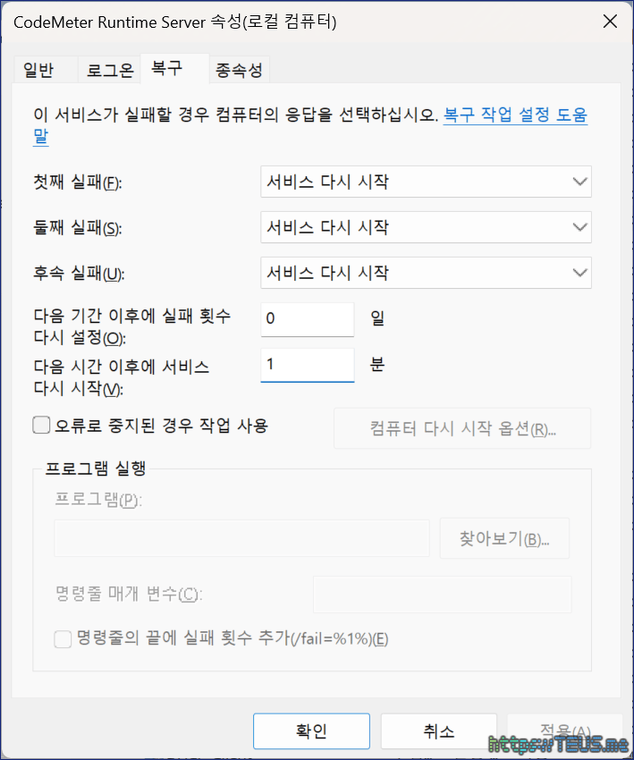 CodeMeter Runtime Server 속성(로컬 컴퓨터)
일반 로그온 복구 종속성
이 서비스가 실패할 경우 컴퓨터의 응답을 선택하십시오. 복구 작업 설정 도움
말
첫째 실패(F): 서비스 다시 시작
둘째 실패(S): 서비스 다시 시작
후속 실패(U): 서비스 다시 시작
다음 기간 이후에 실패 횟수 0 일
다시 설정(O):
다음 시간 이후에 서비스 1 분
다시 시작(V):
오류로 중지된 경우 작업 사용 컴퓨터 다시 시작 옵션(R)...
프로그램 실행
프로그램(P):
찾아보기(B)...
명령줄 매개 변수(C):
명령줄의 끝에 실패 횟수 추가(/fail=%1%)(E)
확인 취소 적용(A)
https://TEUS.me